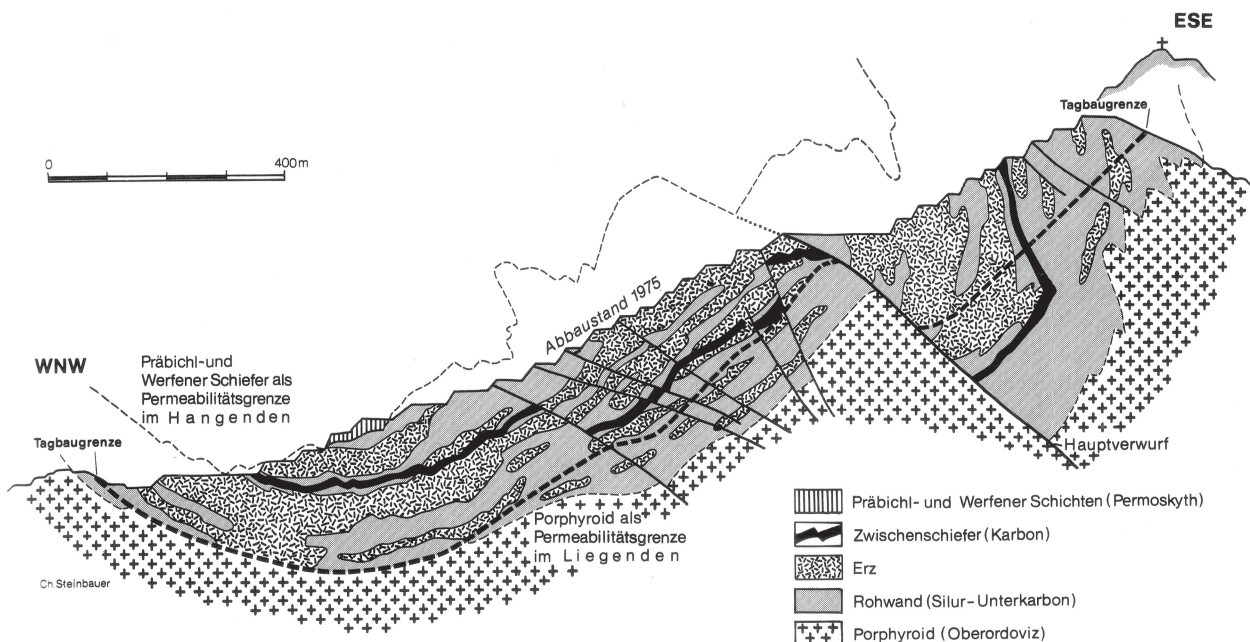 ESE
Tagbaugrenze
0 400m
Abbaustand 1975
WNW
Präbichl-und
Werfener Schiefer als
Permeabilitätsgrenze
im Hangenden
Tagbaugrenze
Hauptverwurf
Porphyroid als
Permeabilitätsgrenze
im Liegenden
Ch.Steinbauer
Präbichl- und Werfener Schichten (Permoskyth)
Zwischenschiefer (Karbon)
Erz
Rohwand (Silur-Unterkarbon)
Porphyroid (Oberordoviz)